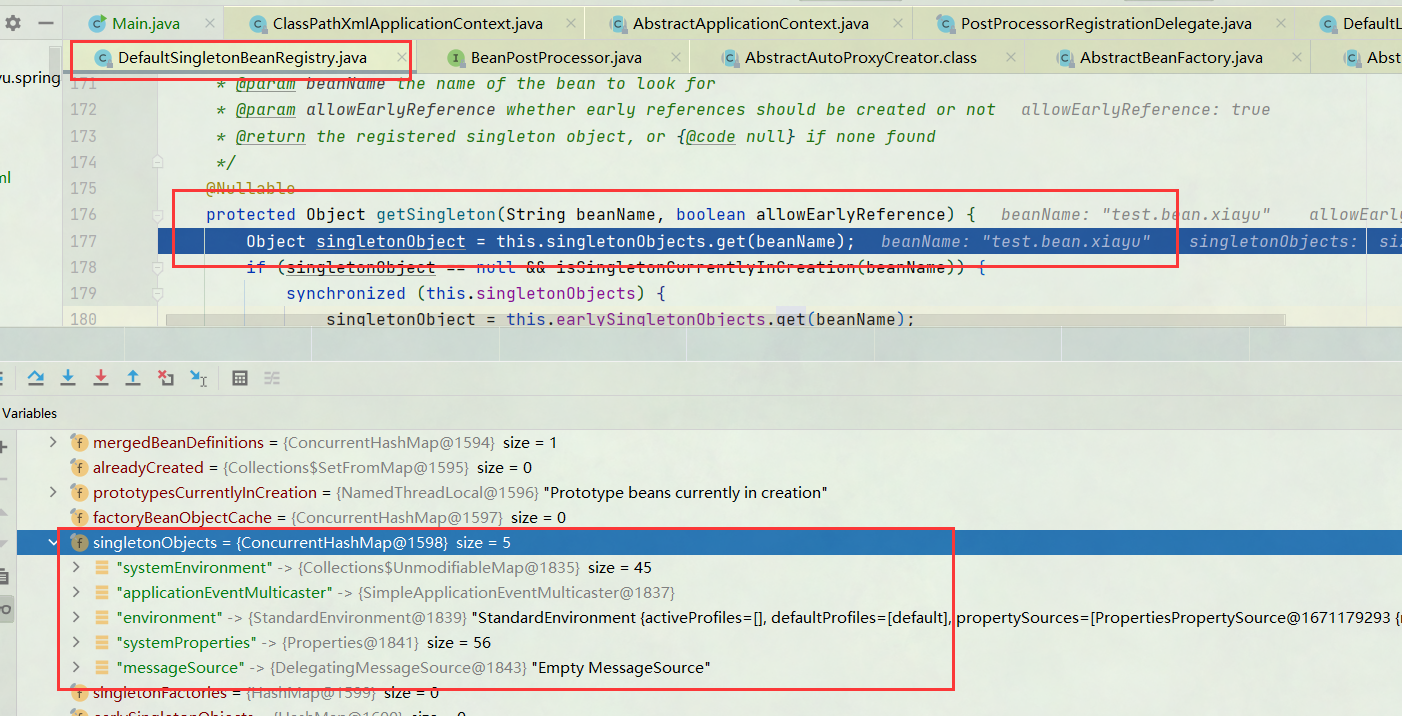 Main.java
ClassPathXmlApplicationContext.java
AbstractApplicationContext.java
PostProcessorRegistrationDelegate.java
DefaultL
DefaultSingletonBeanRegistry.java
BeanPostProcessor.java
AbstractAutoProxyCreator.class
AbstractBeanFactory.java
Abst
yu.spring
ml
171 * @param beanName the name of the bean to look for
172 * @param allowEarlyReference whether early references should be created or not allowEarlyReference: true
173 * @return the registered singleton object, or {@code null} if none found
174 */
175 @Nullable
176 protected Object getSingleton(String beanName, boolean allowEarlyReference) { beanName: "test.bean.xiayu" allowEarly
177 Object singletonObject = this.singletonObjects.get(beanName); beanName: "test.bean.xiayu" singletonObjects: siz
178 if (singletonObject == null && isSingletonCurrentlyInCreation(beanName)) {
179 synchronized (this.singletonObjects) {
180 singletonObject = this.earlySingletonObjects.get(beanName);
Variables
mergedBeanDefinitions = {ConcurrentHashMap@1594} size = 1
alreadyCreated = {Collections$SetFromMap@1595} size = 0
prototypesCurrentlyInCreation = {NamedThreadLocal@1596} "Prototype beans currently in creation"
factoryBeanObjectCache = {ConcurrentHashMap@1597} size = 0
singletonObjects = {ConcurrentHashMap@1598} size = 5
"systemEnvironment" -> {Collections$UnmodifiableMap@1835} size = 45
"applicationEventMulticaster" -> {SimpleApplicationEventMulticaster@1837}
"environment" -> {StandardEnvironment@1839} "StandardEnvironment {activeProfiles=[], defaultProfiles=[default], propertySources=[PropertiesPropertySource@1671179293 {
"systemProperties" -> {Properties@1841} size = 56
"messageSource" -> {DelegatingMessageSource@1843} "Empty MessageSource"
singletonFactories = {HashMap@1599} size = 0